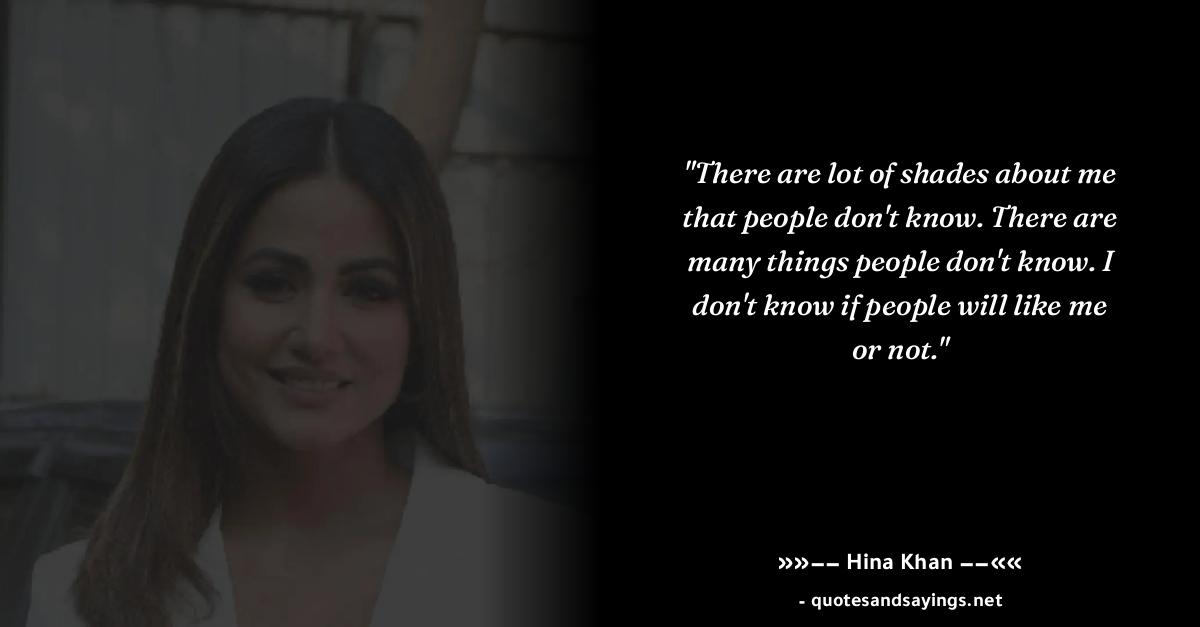 "There are lot of shades about me
that people don't know. There are
many things people don't know. I
don't know if people will like me
or not."
»»−− Hina Khan −−««
- quotesandsayings.net